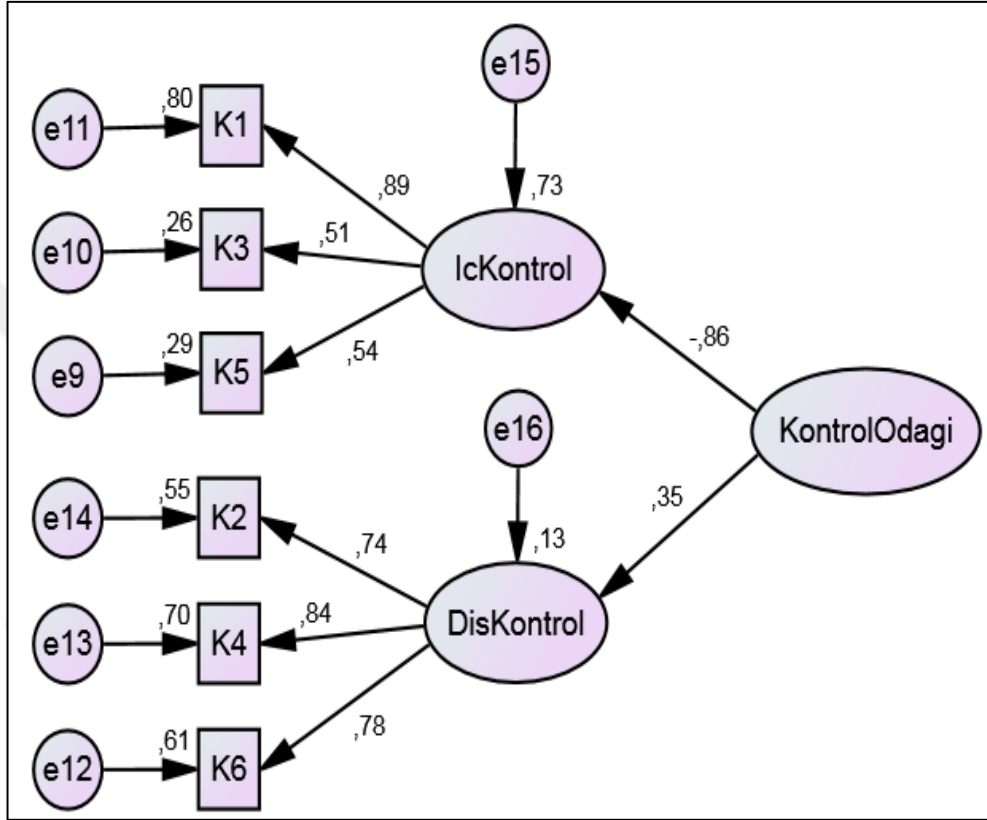 e15
e11
,80
K1
,89
,73
e10
,26
K3
,51
IcKontrol
e9
,29
K5
,54
-,86
e16
KontrolOdagi
e14
,55
K2
,74
,13
,35
e13
,70
K4
,84
DisKontrol
e12
,61
K6
,78